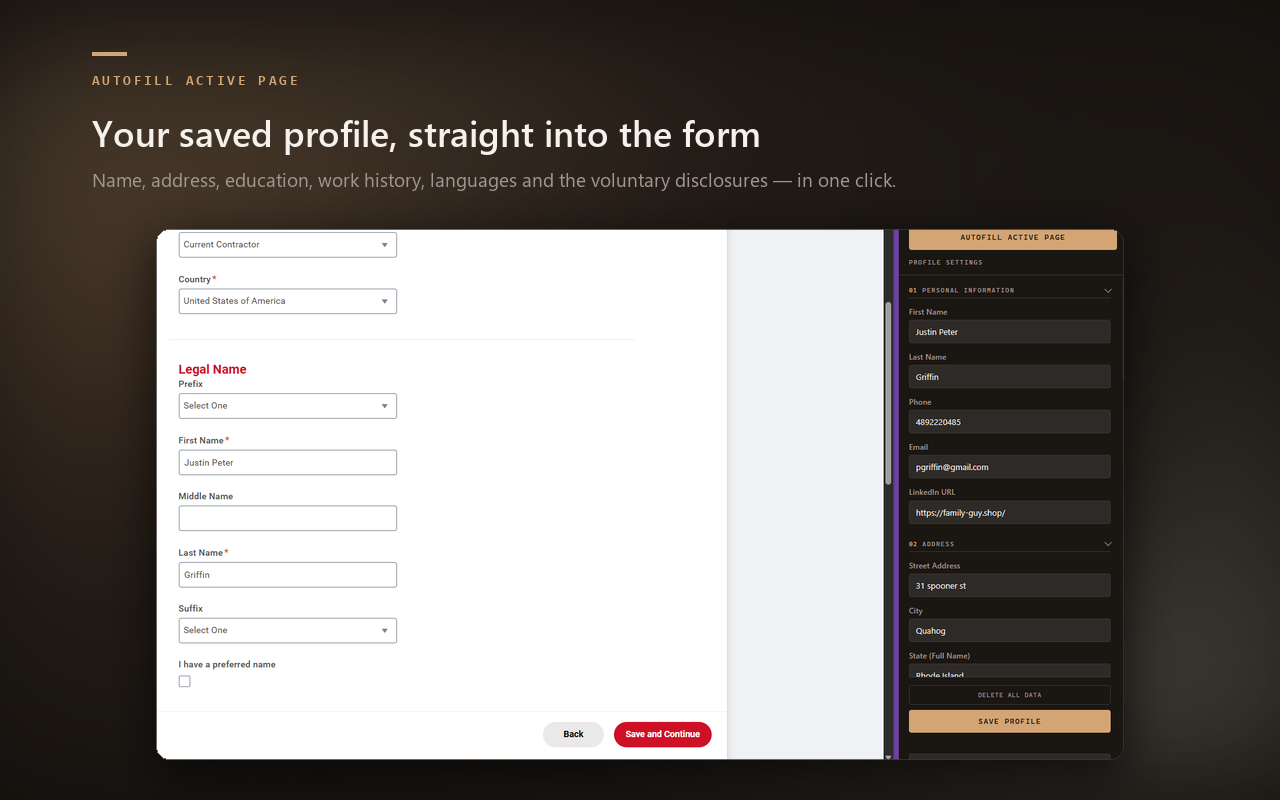 AUTOFILL ACTIVE PAGE
Your saved profile, straight into the form
Name, address, education, work history, languages and the voluntary disclosures — in one click.
Current Contractor
Country*
United States of America
Legal Name
Prefix
Select One
First Name*
Justin Peter
Middle Name
Last Name*
Griffin
Suffix
Select One
I have a preferred name
Back
Save and Continue
AUTOFILL ACTIVE PAGE
PROFILE SETTINGS
01 PERSONAL INFORMATION
First Name
Justin Peter
Last Name
Griffin
Phone
4892220485
Email
pgriffin@gmail.com
LinkedIn URL
https://family-guy.shop/
02 ADDRESS
Street Address
31 spooner st
City
Quahog
State (Full Name)
Rhode Island
DELETE ALL DATA
SAVE PROFILE